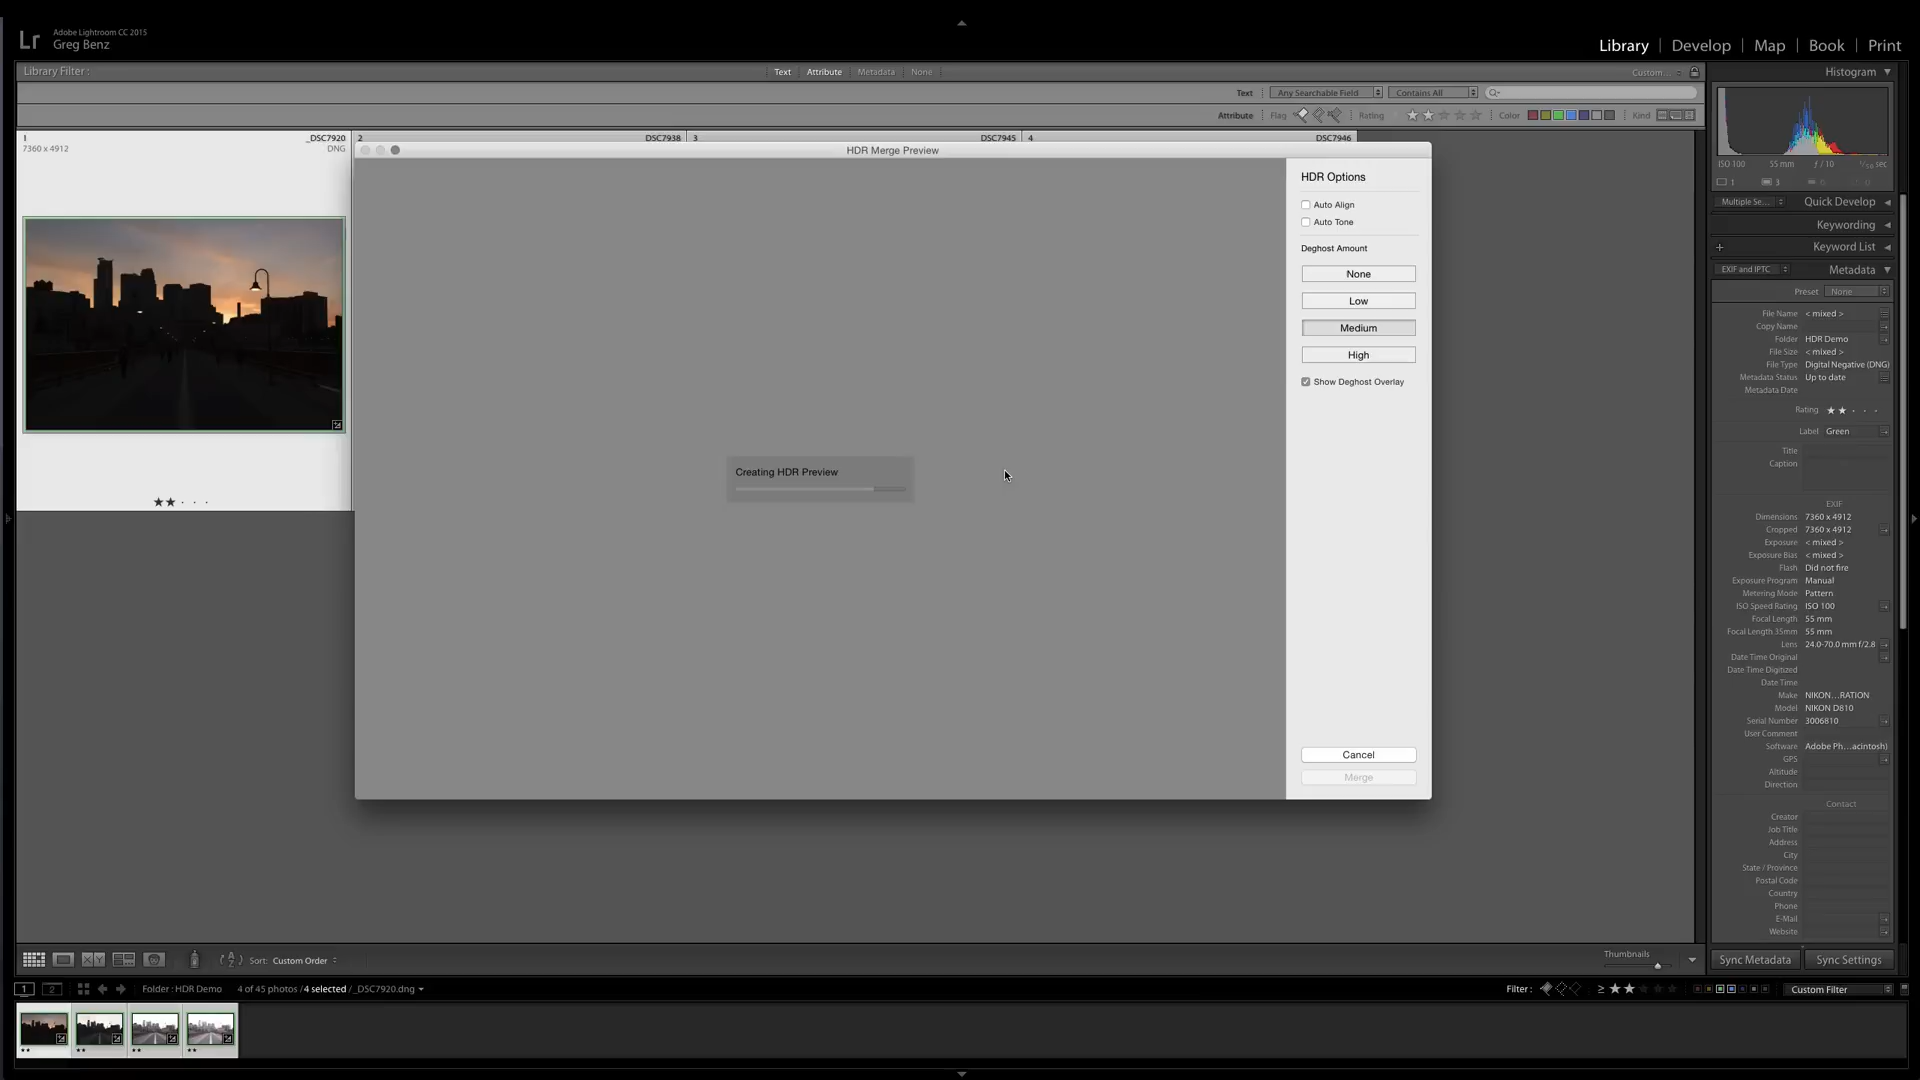 Lr
Adobe Lightroom CC 2015
Greg Benz
Library | Develop | Map | Book | Print
Library Filter :
Text Attribute Metadata None
Custom...
Histogram
Text Any Searchable Field Contains All
Attribute Flag Rating Color Kind
ISO 100 55 mm ƒ / 10 sec
1 3
1 _DSC7920
7360 x 4912 DNG
2 DSC7938
3 DSC7945
4 DSC7946
HDR Merge Preview
HDR Options
Auto Align
Auto Tone
Deghost Amount
None
Low
Medium
High
Show Deghost Overlay
Creating HDR Preview
Cancel
Merge
Multiple Se... Quick Develop
Keywording
+ Keyword List
EXIF and IPTC Metadata
Preset None
File Name < mixed >
Copy Name
Folder HDR Demo
File Size < mixed >
File Type Digital Negative (DNG)
Metadata Status Up to date
Metadata Date
Rating ★ ★ · · ·
Label Green
Title
Caption
EXIF
Dimensions 7360 x 4912
Cropped 7360 x 4912
Exposure < mixed >
Exposure Bias < mixed >
Flash Did not fire
Exposure Program Manual
Metering Mode Pattern
ISO Speed Rating ISO 100
Focal Length 55 mm
Focal Length 35mm 55 mm
Lens 24.0-70.0 mm f/2.8
Date Time Original
Date Time Digitized
Date Time
Make NIKON...RATION
Model NIKON D810
Serial Number 3006810
User Comment
Software Adobe Ph...acintosh)
GPS
Altitude
Direction
Contact
Creator
Job Title
Address
City
State / Province
Postal Code
Country
Phone
E-Mail
Website
Sync Metadata Sync Settings
X Y
A Z Sort: Custom Order
Thumbnails
1 2 Folder : HDR Demo 4 of 45 photos / 4 selected / _DSC7920.dng
Filter : ≥ ★ ★ Custom Filter